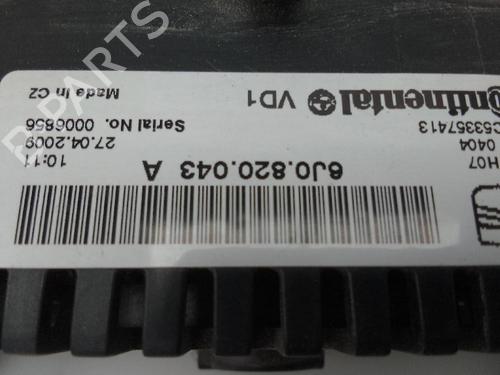 6J0.820.043 A
H07
0404
10:11
27.04.2009
C53357413
Serial No. 0006856
Continental VD1
Made in CZ
B PARTS